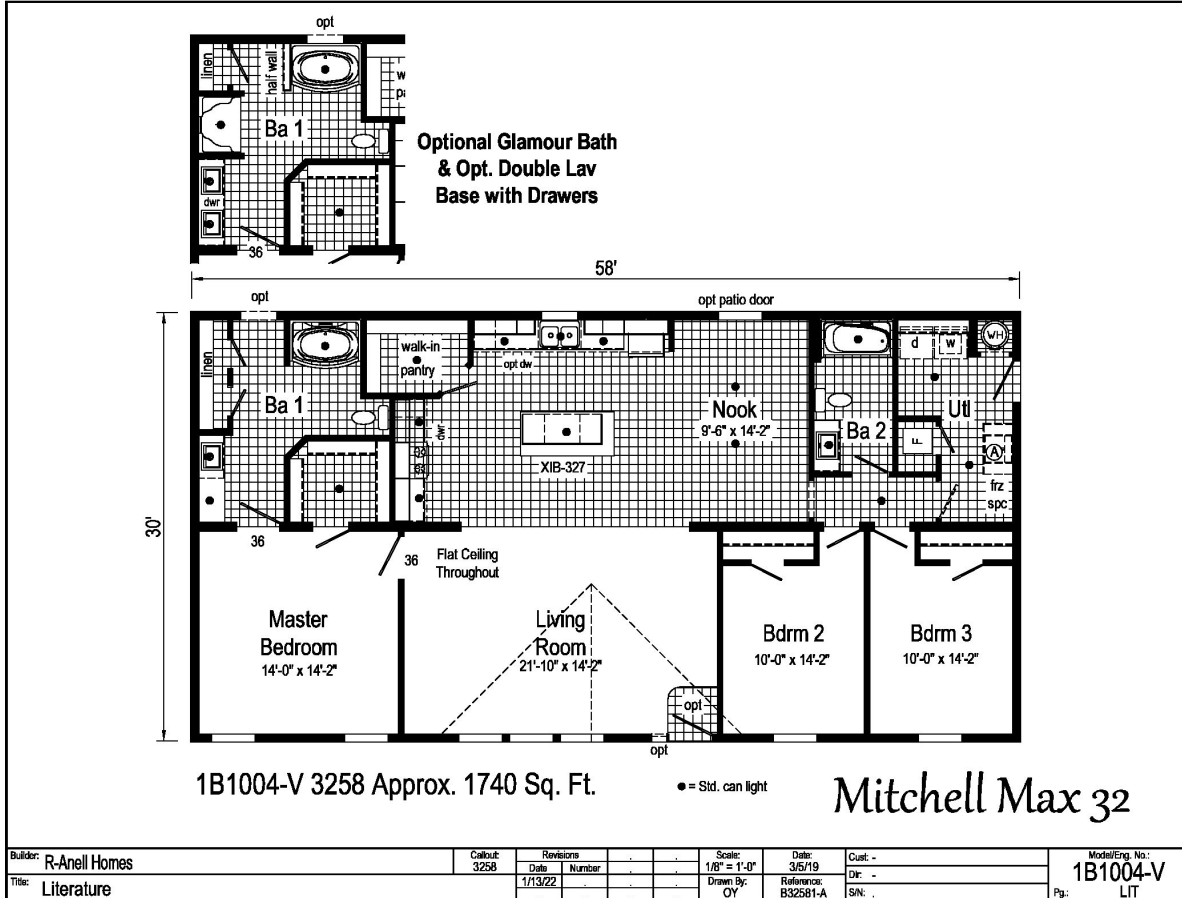 opt
linen
half wall
w
pa
Ba 1
dwr
36
Optional Glamour Bath
& Opt. Double Lav
Base with Drawers
58'
30'
opt
opt patio door
linen
Ba 1
walk-in
pantry
opt dw
dwr
XIB-327
Nook
9'-6" x 14'-2"
Ba 2
d
w
WH
Utl
F
A
frz
spc
36
36
Flat Ceiling
Throughout
Master
Bedroom
14'-0" x 14'-2"
Living
Room
21'-10" x 14'-2"
opt
opt
Bdrm 2
10'-0" x 14'-2"
Bdrm 3
10'-0" x 14'-2"
1B1004-V 3258 Approx. 1740 Sq. Ft.
= Std. can light
Mitchell Max 32
Builder: R-Anell Homes
Title: Literature
Callout:
3258
Revisions
Date Number
1/13/22
Scale:
1/8" = 1'-0"
Drawn By:
OY
Date:
3/5/19
Reference:
B32581-A
Cust: -
Dir: -
S/N: .
Model/Eng. No.:
1B1004-V
Pg.: LIT